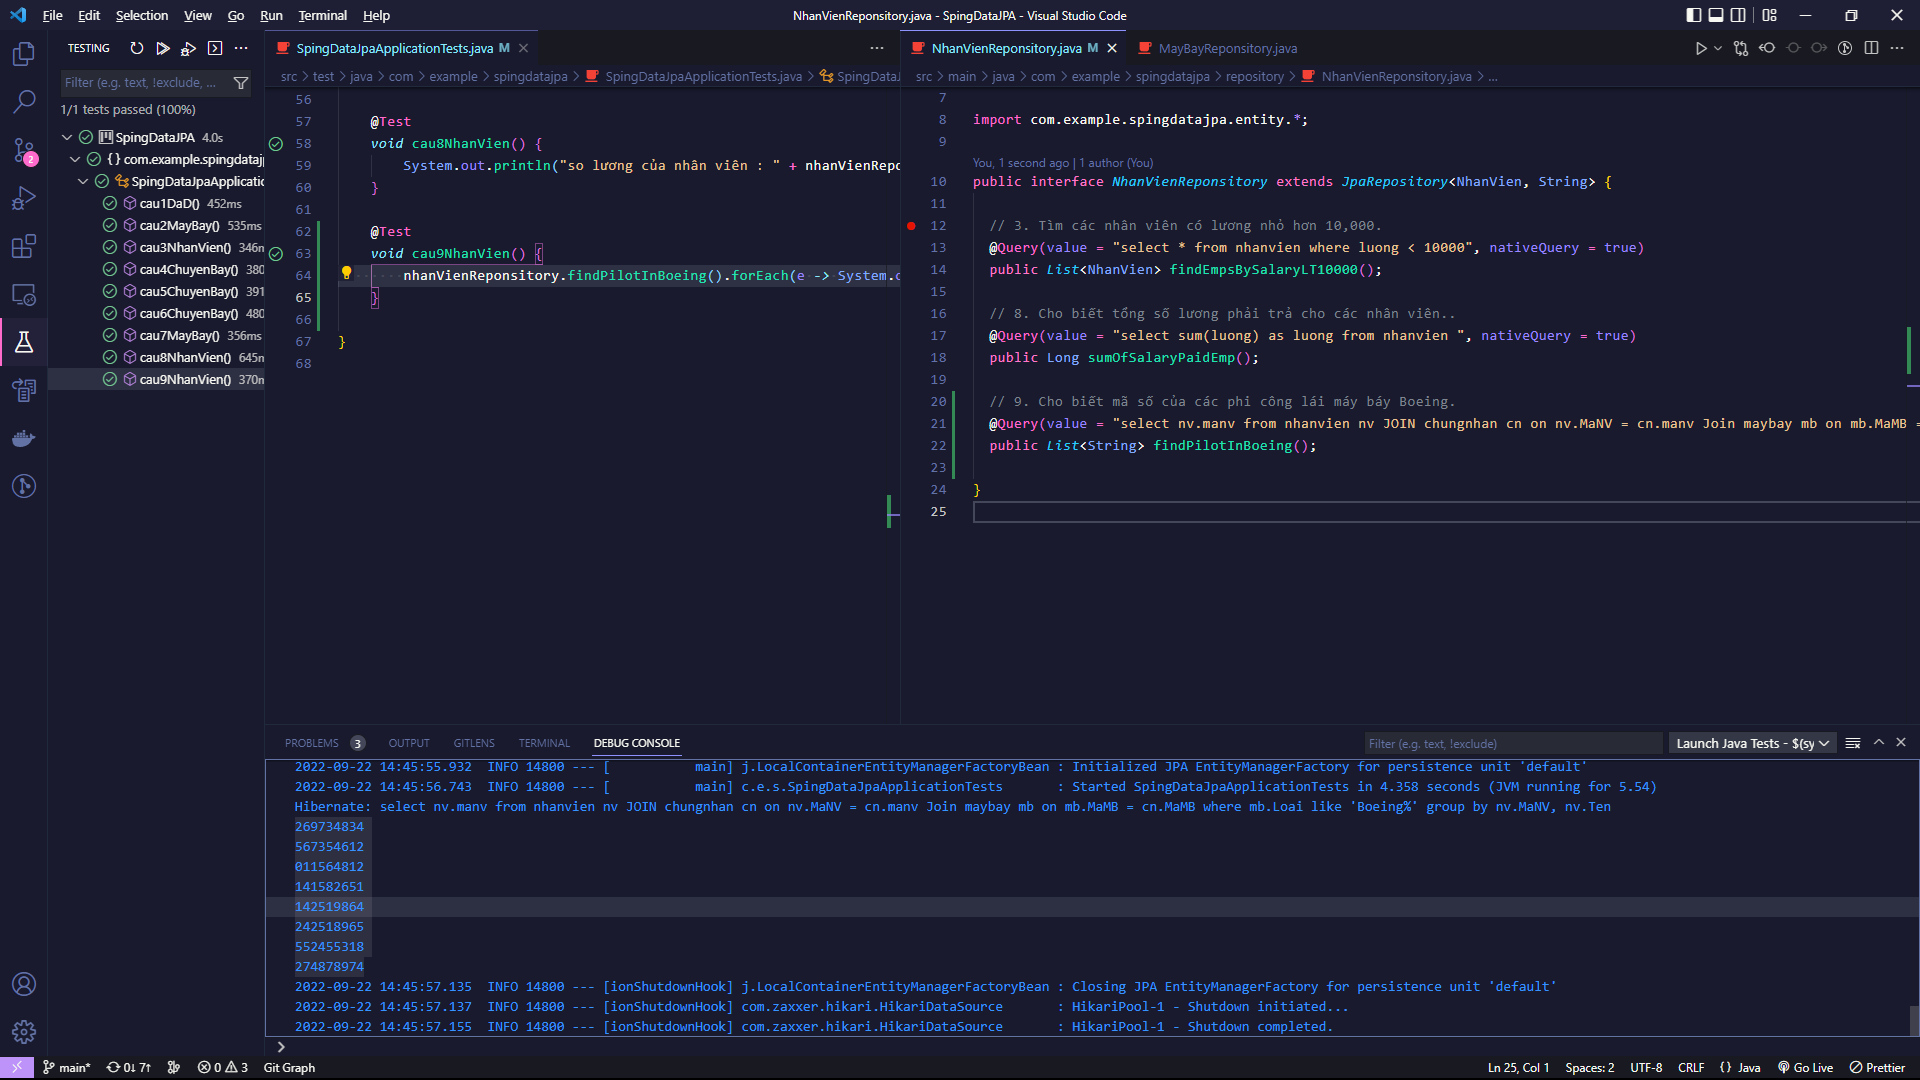 File Edit Selection View Go Run Terminal Help
NhanVienReponsitory.java - SpingDataJPA - Visual Studio Code
TESTING
Filter (e.g. text, !exclude, ...
1/1 tests passed (100%)
SpingDataJPA 4.0s
{ } com.example.spingdataj
SpingDataJpaApplicatio
cau1DaD() 452ms
cau2MayBay() 535ms
cau3NhanVien() 346m
cau4ChuyenBay() 380
cau5ChuyenBay() 391
cau6ChuyenBay() 480
cau7MayBay() 356ms
cau8NhanVien() 645m
cau9NhanVien() 370m
2
SpingDataJpaApplicationTests.java M
src > test > java > com > example > spingdatajpa > SpingDataJpaApplicationTests.java > SpingDataJ
56
57 @Test
58 void cau8NhanVien() {
59 System.out.println("so lương của nhân viên : " + nhanVienRepo
60 }
61
62 @Test
63 void cau9NhanVien() {
64 nhanVienReponsitory.findPilotInBoeing().forEach(e -> System.o
65 }
66
67 }
68
NhanVienReponsitory.java M
MayBayReponsitory.java
src > main > java > com > example > spingdatajpa > repository > NhanVienReponsitory.java > ...
7
8 import com.example.spingdatajpa.entity.*;
9
You, 1 second ago | 1 author (You)
10 public interface NhanVienReponsitory extends JpaRepository<NhanVien, String> {
11
12 // 3. Tìm các nhân viên có lương nhỏ hơn 10,000.
13 @Query(value = "select * from nhanvien where luong < 10000", nativeQuery = true)
14 public List<NhanVien> findEmpsBySalaryLT10000();
15
16 // 8. Cho biết tổng số lương phải trả cho các nhân viên..
17 @Query(value = "select sum(luong) as luong from nhanvien ", nativeQuery = true)
18 public Long sumOfSalaryPaidEmp();
19
20 // 9. Cho biết mã số của các phi công lái máy báy Boeing.
21 @Query(value = "select nv.manv from nhanvien nv JOIN chungnhan cn on nv.MaNV = cn.manv Join maybay mb on mb.MaMB =
22 public List<String> findPilotInBoeing();
23
24 }
25
PROBLEMS 3 OUTPUT GITLENS TERMINAL DEBUG CONSOLE
Filter (e.g. text, !exclude)
Launch Java Tests - $(sy
2022-09-22 14:45:55.932 INFO 14800 --- [ main] j.LocalContainerEntityManagerFactoryBean : Initialized JPA EntityManagerFactory for persistence unit 'default'
2022-09-22 14:45:56.743 INFO 14800 --- [ main] c.e.s.SpingDataJpaApplicationTests : Started SpingDataJpaApplicationTests in 4.358 seconds (JVM running for 5.54)
Hibernate: select nv.manv from nhanvien nv JOIN chungnhan cn on nv.MaNV = cn.manv Join maybay mb on mb.MaMB = cn.MaMB where mb.Loai like 'Boeing%' group by nv.MaNV, nv.Ten
269734834
567354612
011564812
141582651
142519864
242518965
552455318
274878974
2022-09-22 14:45:57.135 INFO 14800 --- [ionShutdownHook] j.LocalContainerEntityManagerFactoryBean : Closing JPA EntityManagerFactory for persistence unit 'default'
2022-09-22 14:45:57.137 INFO 14800 --- [ionShutdownHook] com.zaxxer.hikari.HikariDataSource : HikariPool-1 - Shutdown initiated...
2022-09-22 14:45:57.155 INFO 14800 --- [ionShutdownHook] com.zaxxer.hikari.HikariDataSource : HikariPool-1 - Shutdown completed.
main* 0↓ 7↑ 0 3 Git Graph
Ln 25, Col 1 Spaces: 2 UTF-8 CRLF { } Java Go Live Prettier